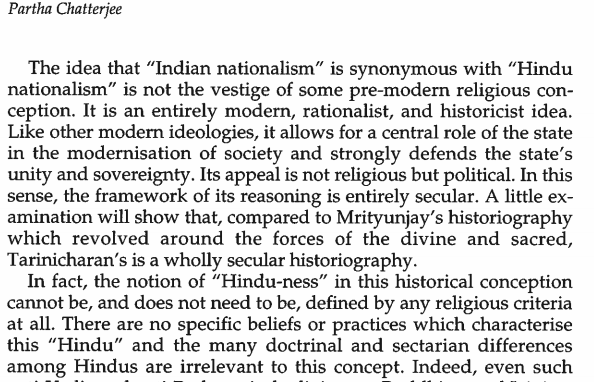 Partha Chatterjee
The idea that “Indian nationalism” is synonymous with “Hindu
nationalism” is not the vestige of some pre-modern religious con-
ception. It is an entirely modern, rationalist, and historicist idea.
Like other modern ideologies, it allows for a central role of the state
in the modernisation of society and strongly defends the state’s
unity and sovereignty. Its appeal is not religious but political. In this
sense, the framework of its reasoning is entirely secular. A little ex-
amination will show that, compared to Mrityunjay’s historiography
which revolved around the forces of the divine and sacred,
Tarinicharan’s is a wholly secular historiography.
In fact, the notion of “Hindu-ness” in this historical conception
cannot be, and does not need to be, defined by any religious criteria
at all. There are no specific beliefs or practices which characterise
this “Hindu” and the many doctrinal and sectarian differences
among Hindus are irrelevant to this concept. Indeed, even such